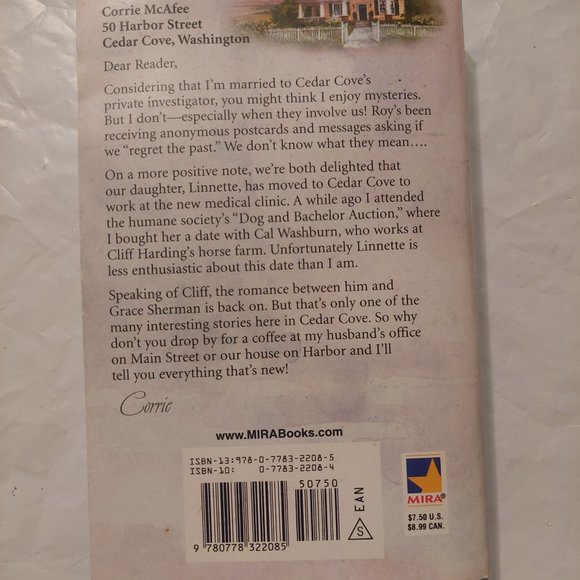 Corrie McAfee
50 Harbor Street
Cedar Cove, Washington
Dear Reader,
Considering that I'm married to Cedar Cove's
private investigator, you might think I enjoy mysteries.
But I don't—especially when they involve us! Roy's been
receiving anonymous postcards and messages asking if
we "regret the past." We don't know what they mean....
On a more positive note, we're both delighted that
our daughter, Linnette, has moved to Cedar Cove to
work at the new medical clinic. A while ago I attended
the humane society's "Dog and Bachelor Auction," where
I bought her a date with Cal Washburn, who works at
Cliff Harding's horse farm. Unfortunately Linnette is
less enthusiastic about this date than I am.
Speaking of Cliff, the romance between him and
Grace Sherman is back on. But that's only one of the
many interesting stories here in Cedar Cove. So why
don't you drop by for a coffee at my husband's office
on Main Street or our house on Harbor and I'll
tell you everything that's new!
Corrie
www.MIRABooks.com
ISBN-13:978-0-7783-2208-5
ISBN-10: 0-7783-2208-4
50750
9 780778 322085
S
EAN
MIRA®
$7.50 U.S.
$8.99 CAN.